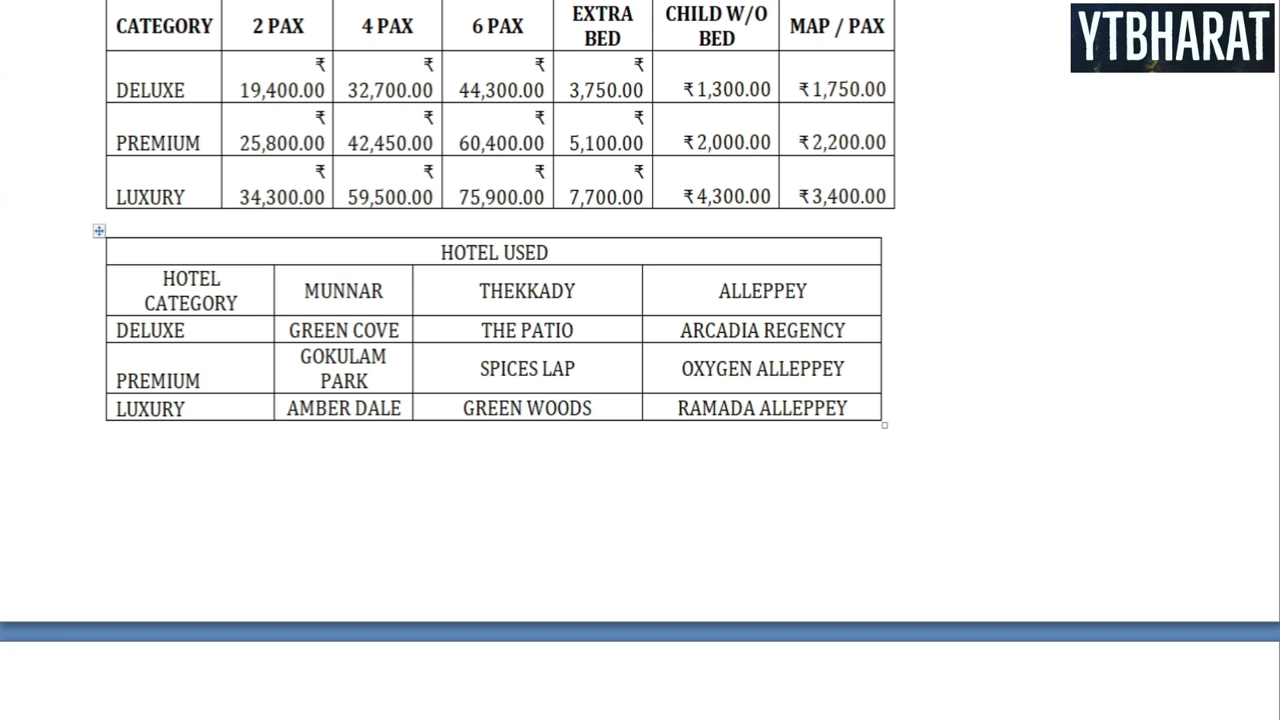 YTBHARAT
CATEGORY 2 PAX 4 PAX 6 PAX EXTRA BED CHILD W/O BED MAP / PAX
DELUXE ₹ 19,400.00 ₹ 32,700.00 ₹ 44,300.00 ₹ 3,750.00 ₹ 1,300.00 ₹ 1,750.00
PREMIUM ₹ 25,800.00 ₹ 42,450.00 ₹ 60,400.00 ₹ 5,100.00 ₹ 2,000.00 ₹ 2,200.00
LUXURY ₹ 34,300.00 ₹ 59,500.00 ₹ 75,900.00 ₹ 7,700.00 ₹ 4,300.00 ₹ 3,400.00
HOTEL USED
HOTEL CATEGORY MUNNAR THEKKADY ALLEPPEY
DELUXE GREEN COVE THE PATIO ARCADIA REGENCY
PREMIUM GOKULAM PARK SPICES LAP OXYGEN ALLEPPEY
LUXURY AMBER DALE GREEN WOODS RAMADA ALLEPPEY